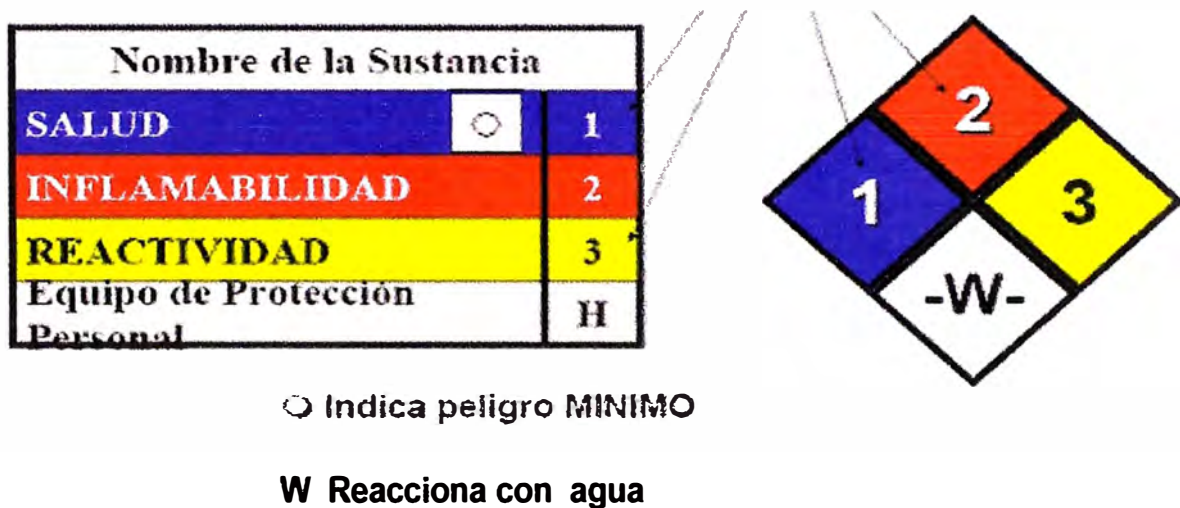 Nombre de la Sustancia
SALUD ○ 1
INFLAMABILIDAD 2
REACTIVIDAD 3
Equipo de Protección
Personal H
2
1 3
-W-
○ Indica peligro MINIMO
W Reacciona con agua